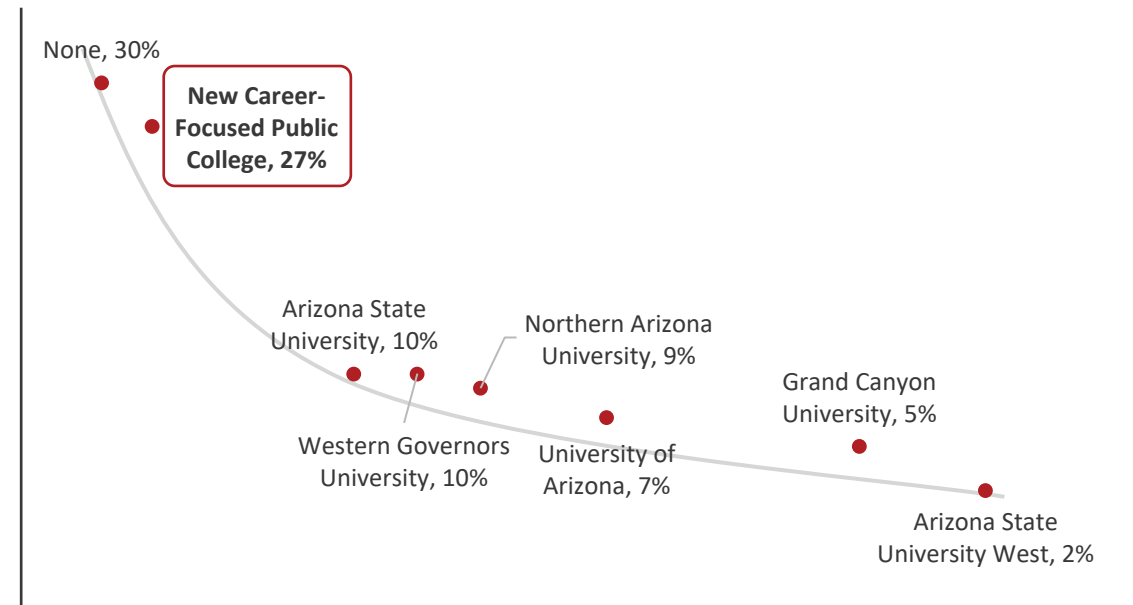 None, 30%
New Career-
Focused Public
College, 27%
Arizona State
University, 10%
Northern Arizona
University, 9%
Grand Canyon
University, 5%
Western Governors
University, 10%
University of
Arizona, 7%
Arizona State
University West, 2%